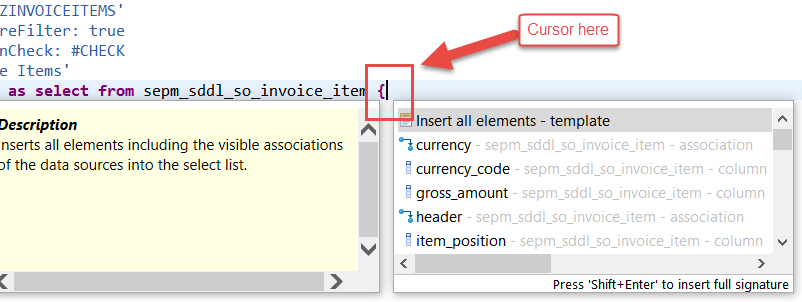 ZINVOICEITEMS'
reFilter: true
nCheck: #CHECK
e Items'
as select from sepm_sddl_so_invoice_item {
Cursor here
Description
Inserts all elements including the visible associations
of the data sources into the select list.
Insert all elements - template
currency - sepm_sddl_so_invoice_item - association
currency_code - sepm_sddl_so_invoice_item - column
gross_amount - sepm_sddl_so_invoice_item - column
header - sepm_sddl_so_invoice_item - association
item_position - sepm_sddl_so_invoice_item - column
Press 'Shift+Enter' to insert full signature